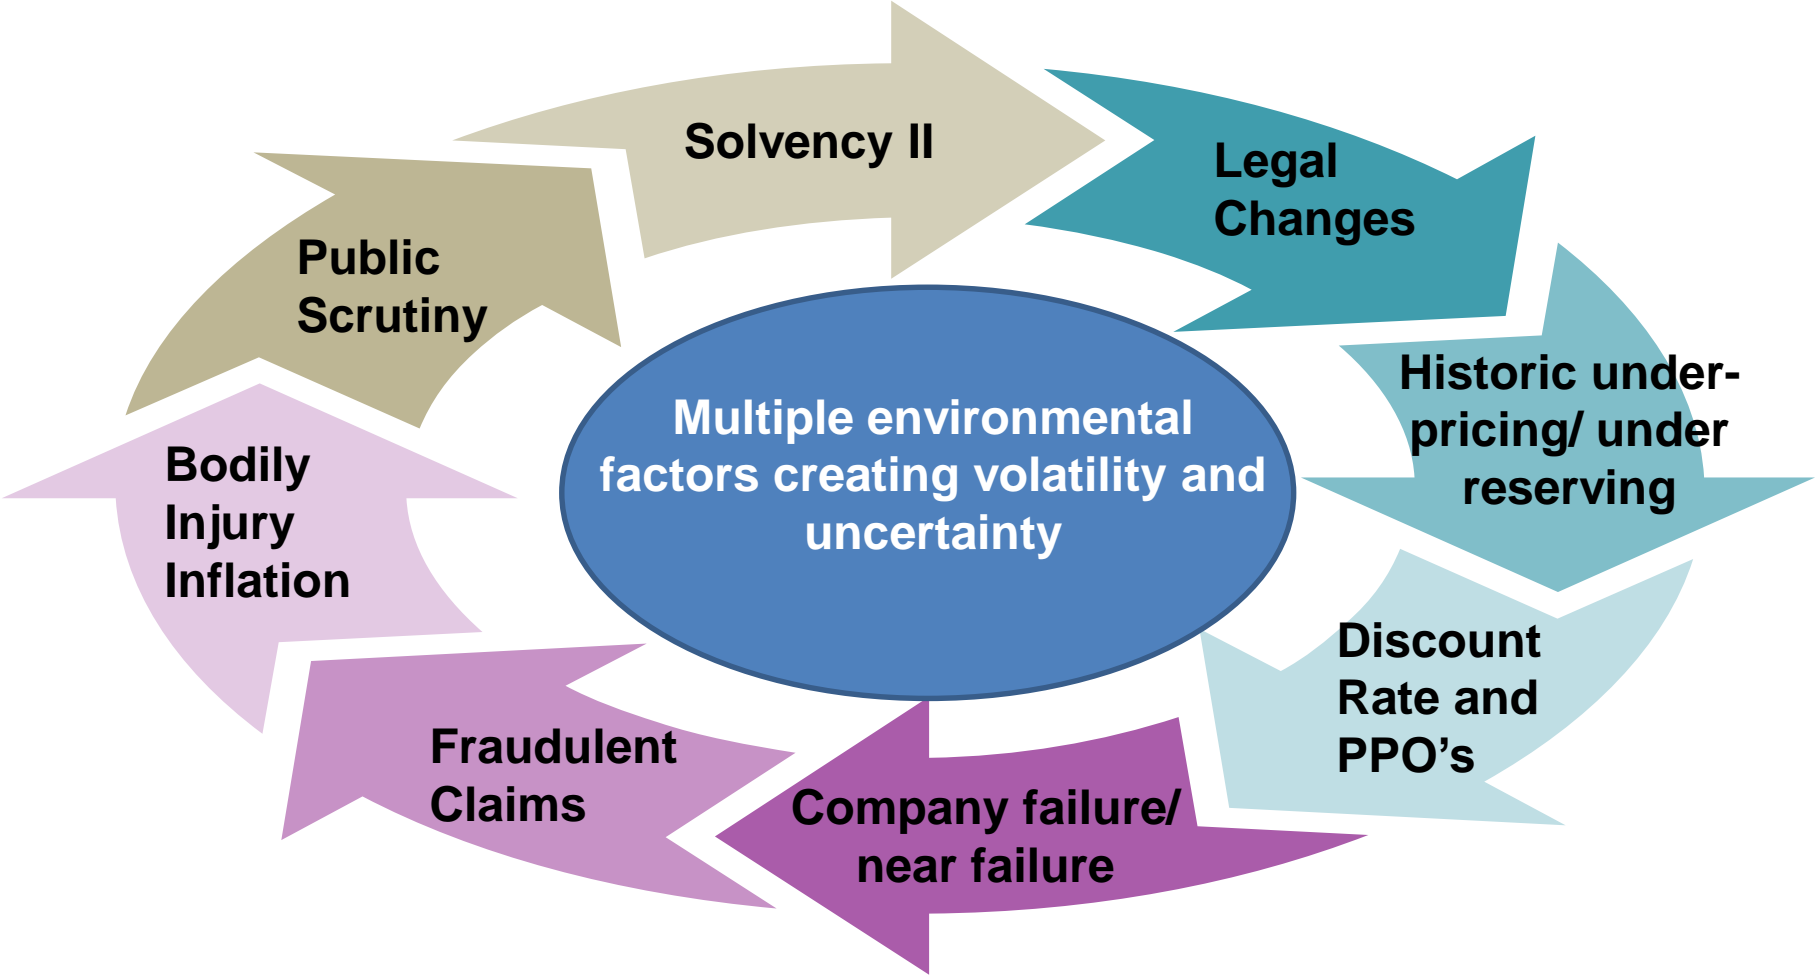 Solvency II
Legal
Changes
Historic under-
pricing/ under
reserving
Discount
Rate and
PPO’s
Company failure/
near failure
Fraudulent
Claims
Bodily
Injury
Inflation
Public
Scrutiny
Multiple environmental
factors creating volatility and
uncertainty